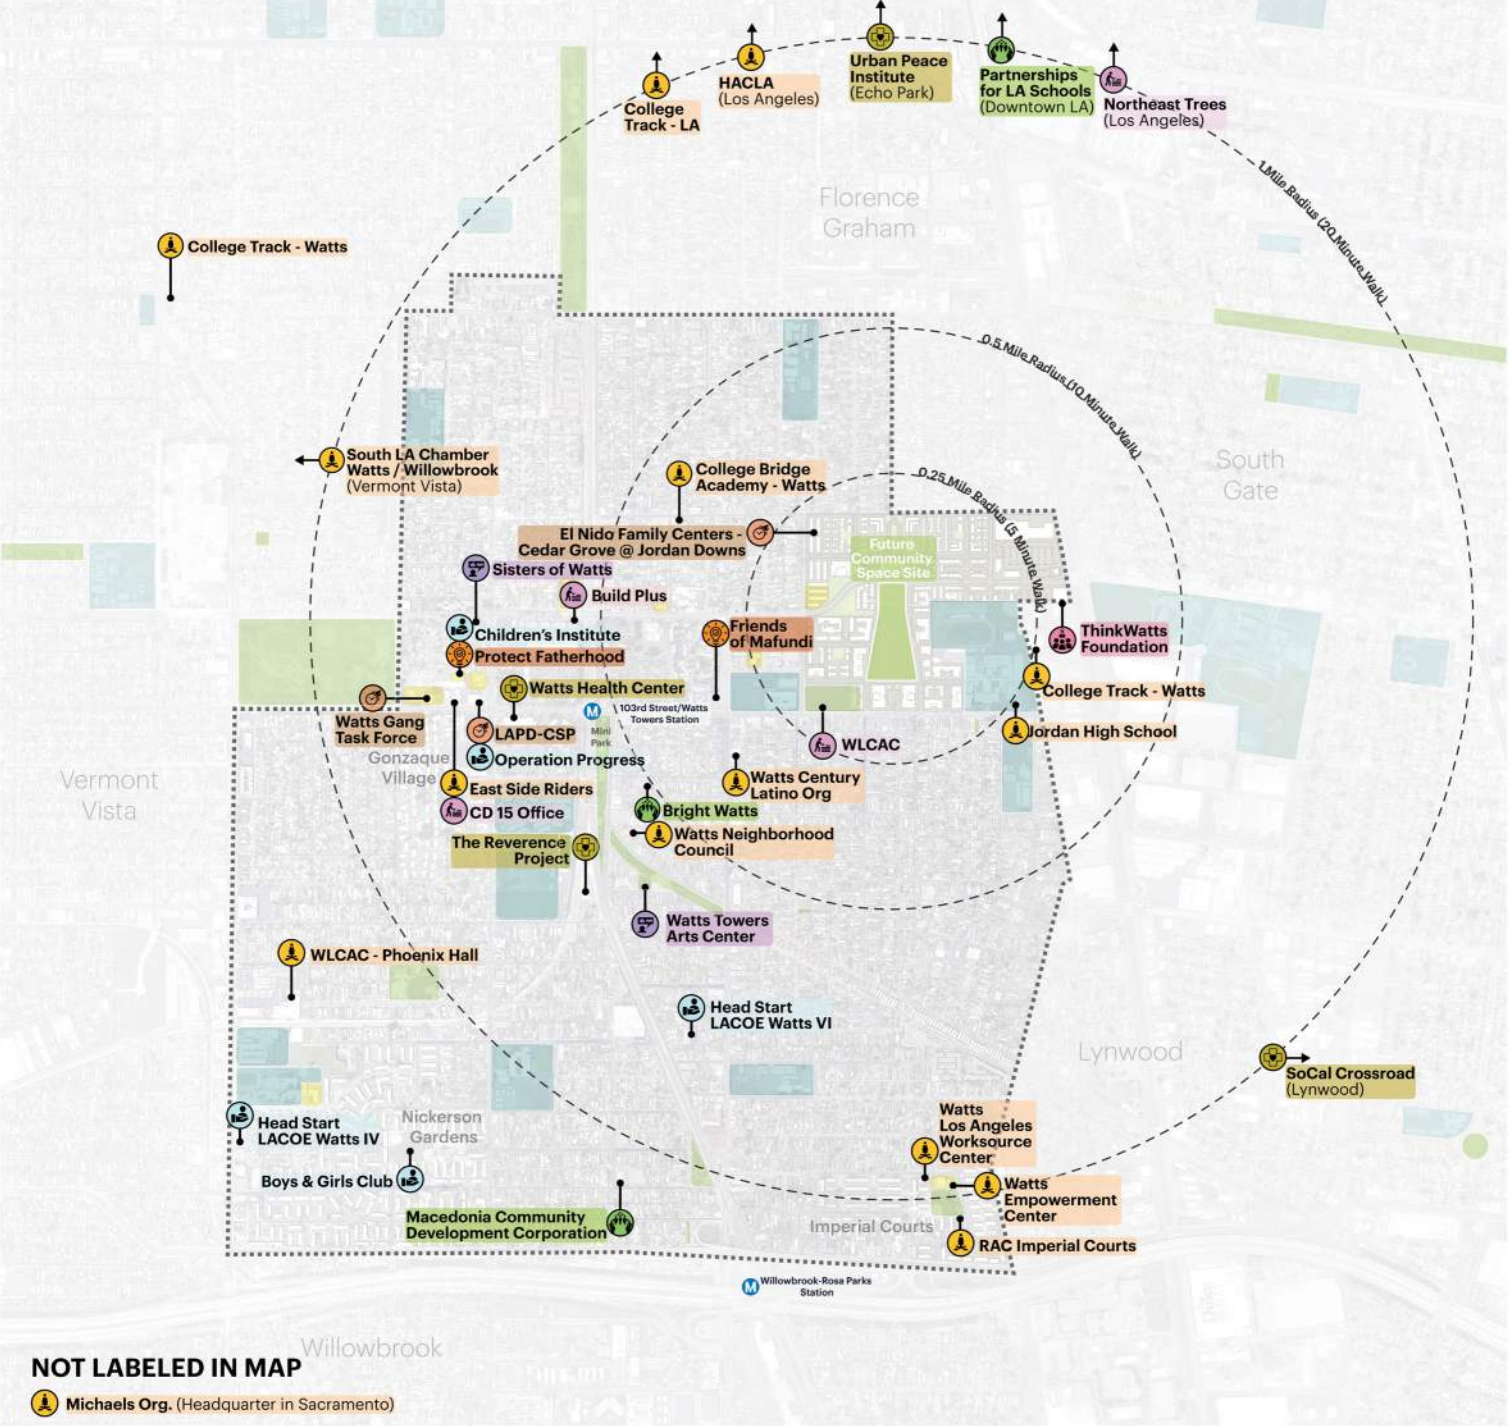 HACLA
(Los Angeles)
Urban Peace
Institute
(Echo Park)
Partnerships
for LA Schools
(Downtown LA)
Northeast Trees
(Los Angeles)
College
Track - LA
1 Mile Radius (20 Minute Walk)
Florence
Graham
College Track - Watts
0.5 Mile Radius (10 Minute Walk)
South LA Chamber
Watts / Willowbrook
(Vermont Vista)
College Bridge
Academy - Watts
0.25 Mile Radius (5 Minute Walk)
South
Gate
El Nido Family Centers -
Cedar Grove @ Jordan Downs
Future
Community
Space Site
Sisters of Watts
Build Plus
Children's Institute
Protect Fatherhood
Friends
of Mafundi
ThinkWatts
Foundation
Watts Health Center
College Track - Watts
Watts Gang
Task Force
M
103rd Street/Watts
Towers Station
Mini
Park
LAPD-CSP
Jordan High School
WLCAC
Gonzaque
Village
Operation Progress
Vermont
Vista
East Side Riders
Watts Century
Latino Org
CD 15 Office
Bright Watts
The Reverence
Project
Watts Neighborhood
Council
Watts Towers
Arts Center
WLCAC - Phoenix Hall
Head Start
LACOE Watts VI
Lynwood
SoCal Crossroad
(Lynwood)
Head Start
LACOE Watts IV
Nickerson
Gardens
Watts
Los Angeles
Worksource
Center
Boys & Girls Club
Watts
Empowerment
Center
Macedonia Community
Development Corporation
Imperial Courts
RAC Imperial Courts
M
Willowbrook-Rosa Parks
Station
Willowbrook
NOT LABELED IN MAP
Michaels Org. (Headquarter in Sacramento)